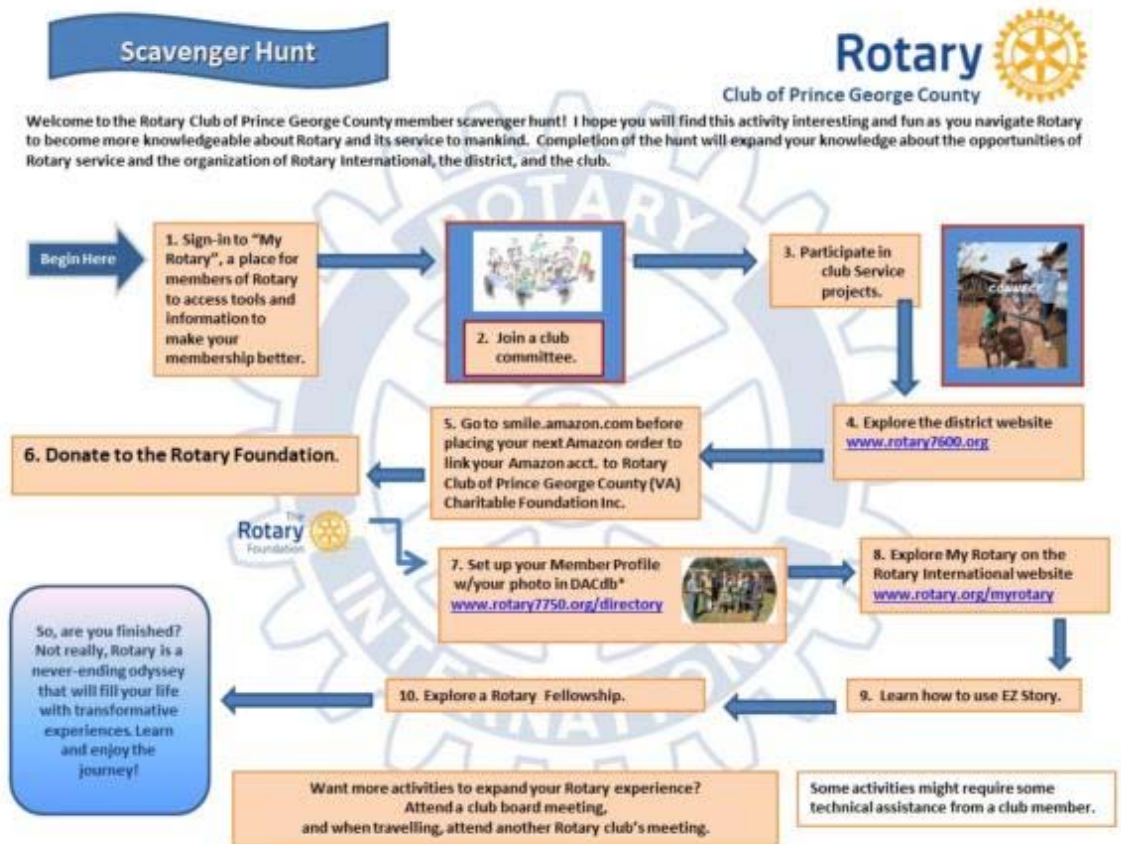 Scavenger Hunt
Rotary
Club of Prince George County
Welcome to the Rotary Club of Prince George County member scavenger hunt!  I hope you will find this activity interesting and fun as you navigate Rotary
to become more knowledgeable about Rotary and its service to mankind.  Completion of the hunt will expand your knowledge about the opportunities of
Rotary service and the organization of Rotary International, the district, and the club.
Begin Here
1. Sign-in to “My
Rotary”, a place for
members of Rotary
to access tools and
information to
make your
membership better.
2. Join a club
committee.
3. Participate in
club Service
projects.
CONNECT
4. Explore the district website
www.rotary7600.org
5. Go to smile.amazon.com before
placing your next Amazon order to
link your Amazon acct. to Rotary
Club of Prince George County (VA)
Charitable Foundation Inc.
6. Donate to the Rotary Foundation.
The
Rotary
Foundation
7. Set up your Member Profile
w/your photo in DACdb*
www.rotary7750.org/directory
8. Explore My Rotary on the
Rotary International website
www.rotary.org/myrotary
9. Learn how to use EZ Story.
10. Explore a Rotary Fellowship.
So, are you finished?
Not really, Rotary is a
never-ending odyssey
that will fill your life
with transformative
experiences. Learn
and enjoy the
journey!
Want more activities to expand your Rotary experience?
Attend a club board meeting,
and when travelling, attend another Rotary club's meeting.
Some activities might require some
technical assistance from a club member.
ROTARY
INTERNATIONAL